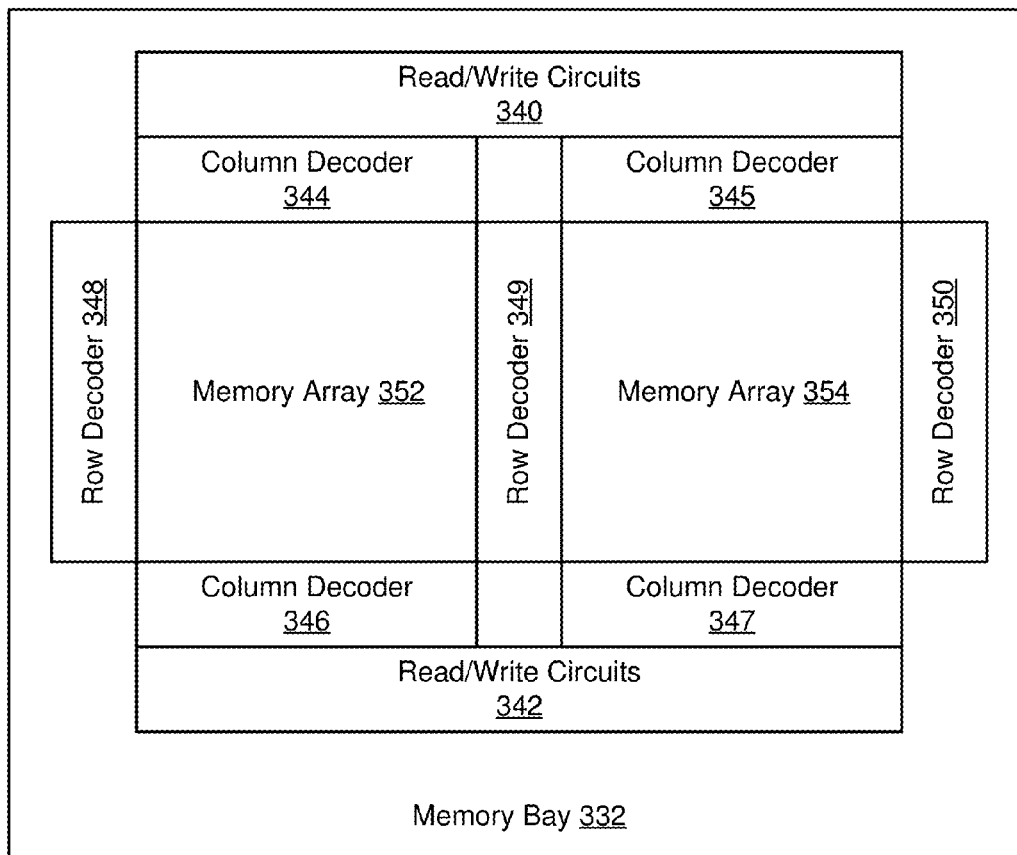 Read/Write Circuits
340
Column Decoder
344
Column Decoder
345
Row Decoder 348
Memory Array 352
Row Decoder 349
Memory Array 354
Row Decoder 350
Column Decoder
346
Column Decoder
347
Read/Write Circuits
342
Memory Bay 332